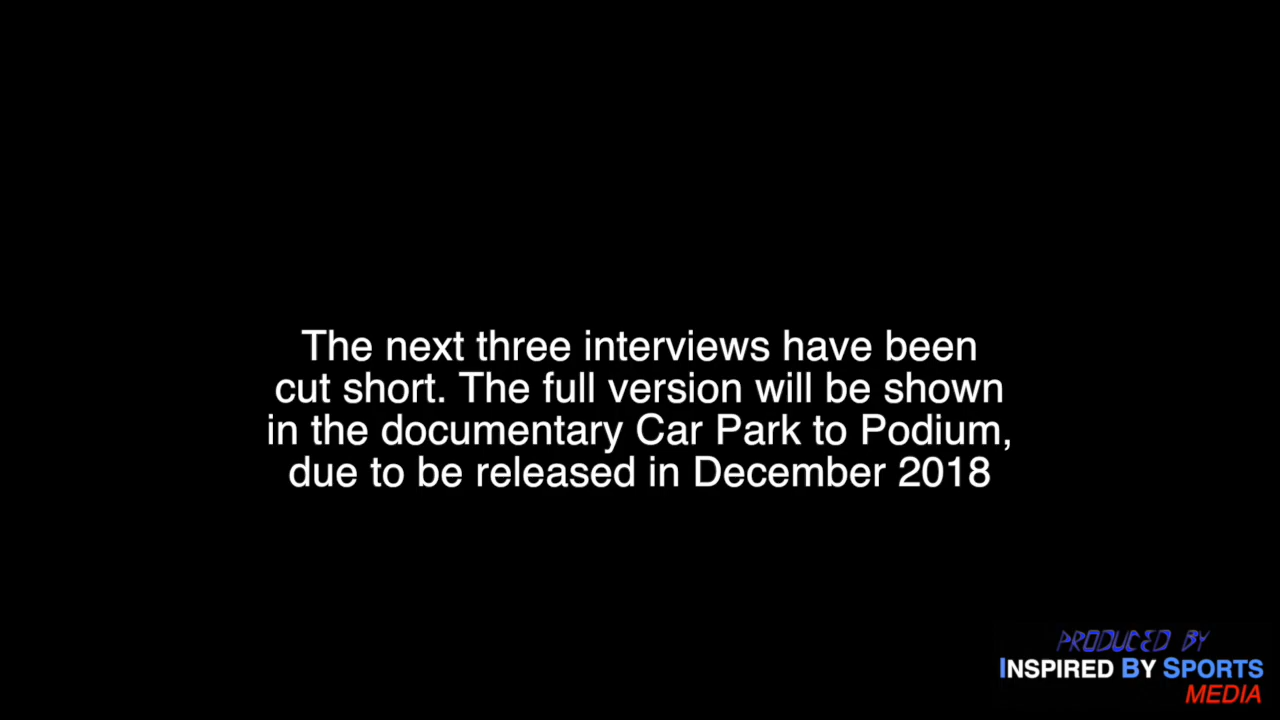 The next three interviews have been
cut short. The full version will be shown
in the documentary Car Park to Podium,
due to be released in December 2018
PRODUCED BY
INSPIRED BY SPORTS
MEDIA